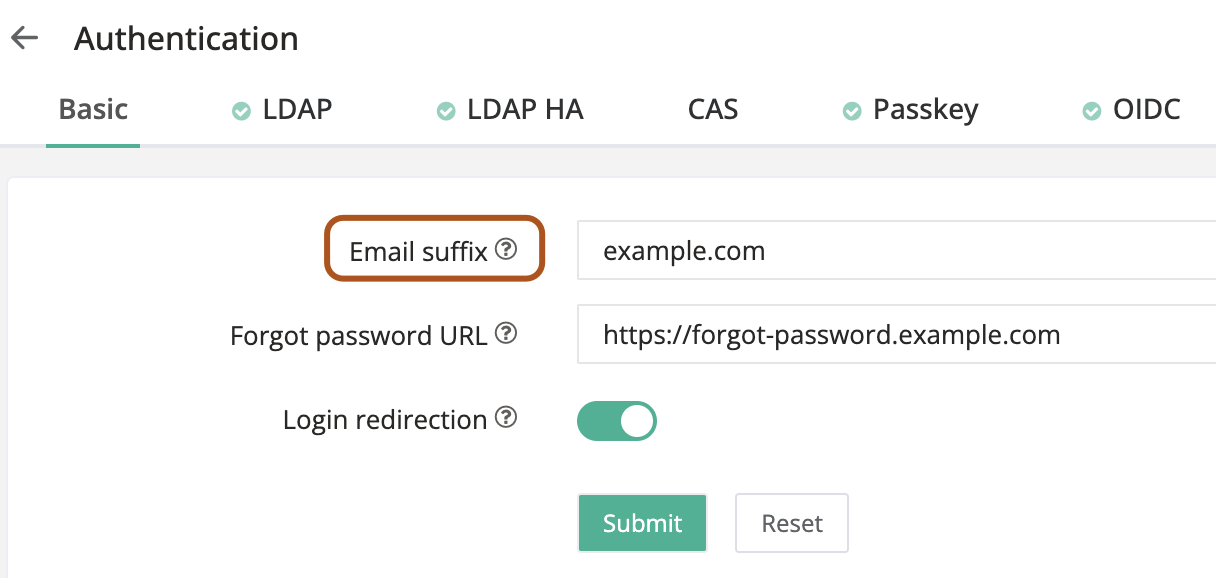 Authentication
Basic LDAP LDAP HA CAS Passkey OIDC
Email suffix ? example.com
Forgot password URL ? https://forgot-password.example.com
Login redirection ?
Submit Reset